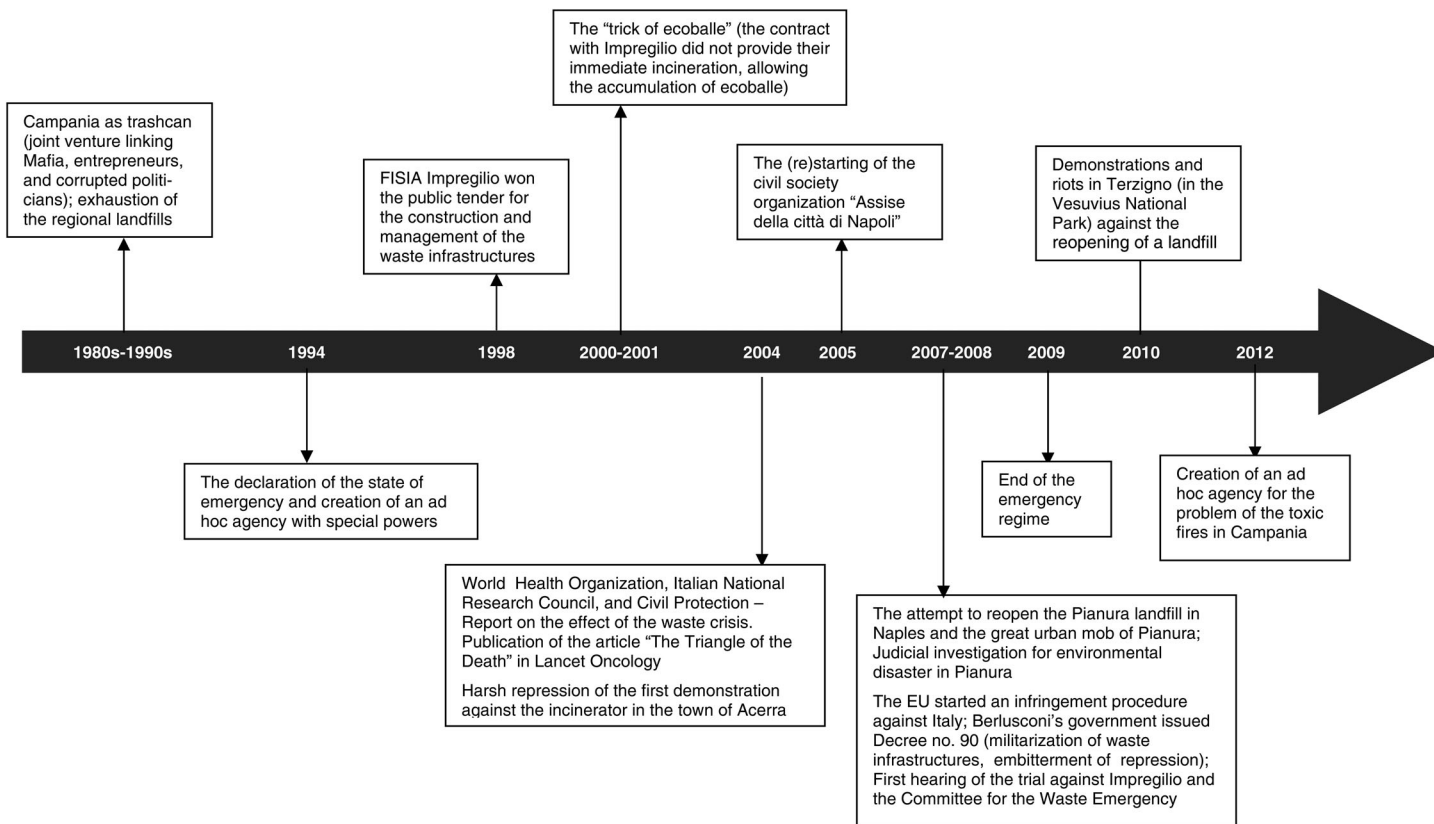 The “trick of ecoballe” (the contract
with Impregilio did not provide their
immediate incineration, allowing
the accumulation of ecoballe)
Campania as trashcan
(joint venture linking
Mafia, entrepreneurs,
and corrupted politi-
cians); exhaustion of
the regional landfills
FISIA Impregilio won
the public tender for
the construction and
management of the
waste infrastructures
The (re)starting of the
civil society
organization “Assise
della città di Napoli”
Demonstrations and
riots in Terzigno (in the
Vesuvius National
Park) against the
reopening of a landfill
1980s-1990s 1994 1998 2000-2001 2004 2005 2007-2008 2009 2010 2012
The declaration of the state of
emergency and creation of an ad
hoc agency with special powers
World Health Organization, Italian National
Research Council, and Civil Protection –
Report on the effect of the waste crisis.
Publication of the article “The Triangle of the
Death” in Lancet Oncology
Harsh repression of the first demonstration
against the incinerator in the town of Acerra
The attempt to reopen the Pianura landfill in
Naples and the great urban mob of Pianura;
Judicial investigation for environmental
disaster in Pianura
The EU started an infringement procedure
against Italy; Berlusconi’s government issued
Decree no. 90 (militarization of waste
infrastructures, embitterment of repression);
First hearing of the trial against Impregilio and
the Committee for the Waste Emergency
End of the
emergency
regime
Creation of an ad
hoc agency for the
problem of the toxic
fires in Campania